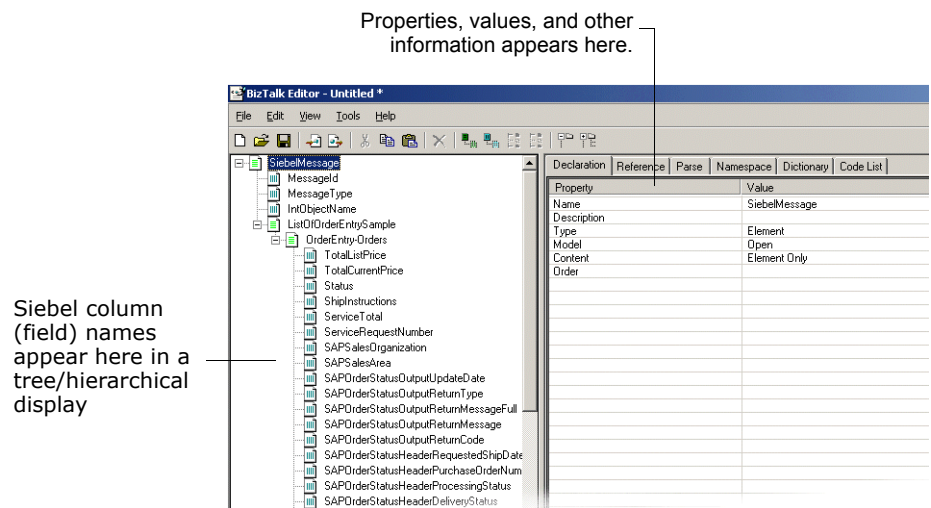 Properties, values, and other
information appears here.
BizTalk Editor - Untitled *
File Edit View Tools Help
SiebelMessage
MessageId
MessageType
IntObjectName
ListOfOrderEntrySample
OrderEntry-Orders
TotalListPrice
TotalCurrentPrice
Status
ShipInstructions
ServiceTotal
ServiceRequestNumber
SAPSalesOrganization
SAPSalesArea
SAPOrderStatusOutputUpdateDate
SAPOrderStatusOutputReturnType
SAPOrderStatusOutputReturnMessageFull
SAPOrderStatusOutputReturnMessage
SAPOrderStatusOutputReturnCode
SAPOrderStatusHeaderRequestedShipDate
SAPOrderStatusHeaderPurchaseOrderNum
SAPOrderStatusHeaderProcessingStatus
SAPOrderStatusHeaderDeliveryStatus
Declaration Reference Parse Namespace Dictionary Code List
Property Value
Name SiebelMessage
Description
Type Element
Model Open
Content Element Only
Order
Siebel column
(field) names
appear here in a
tree/hierarchical
display